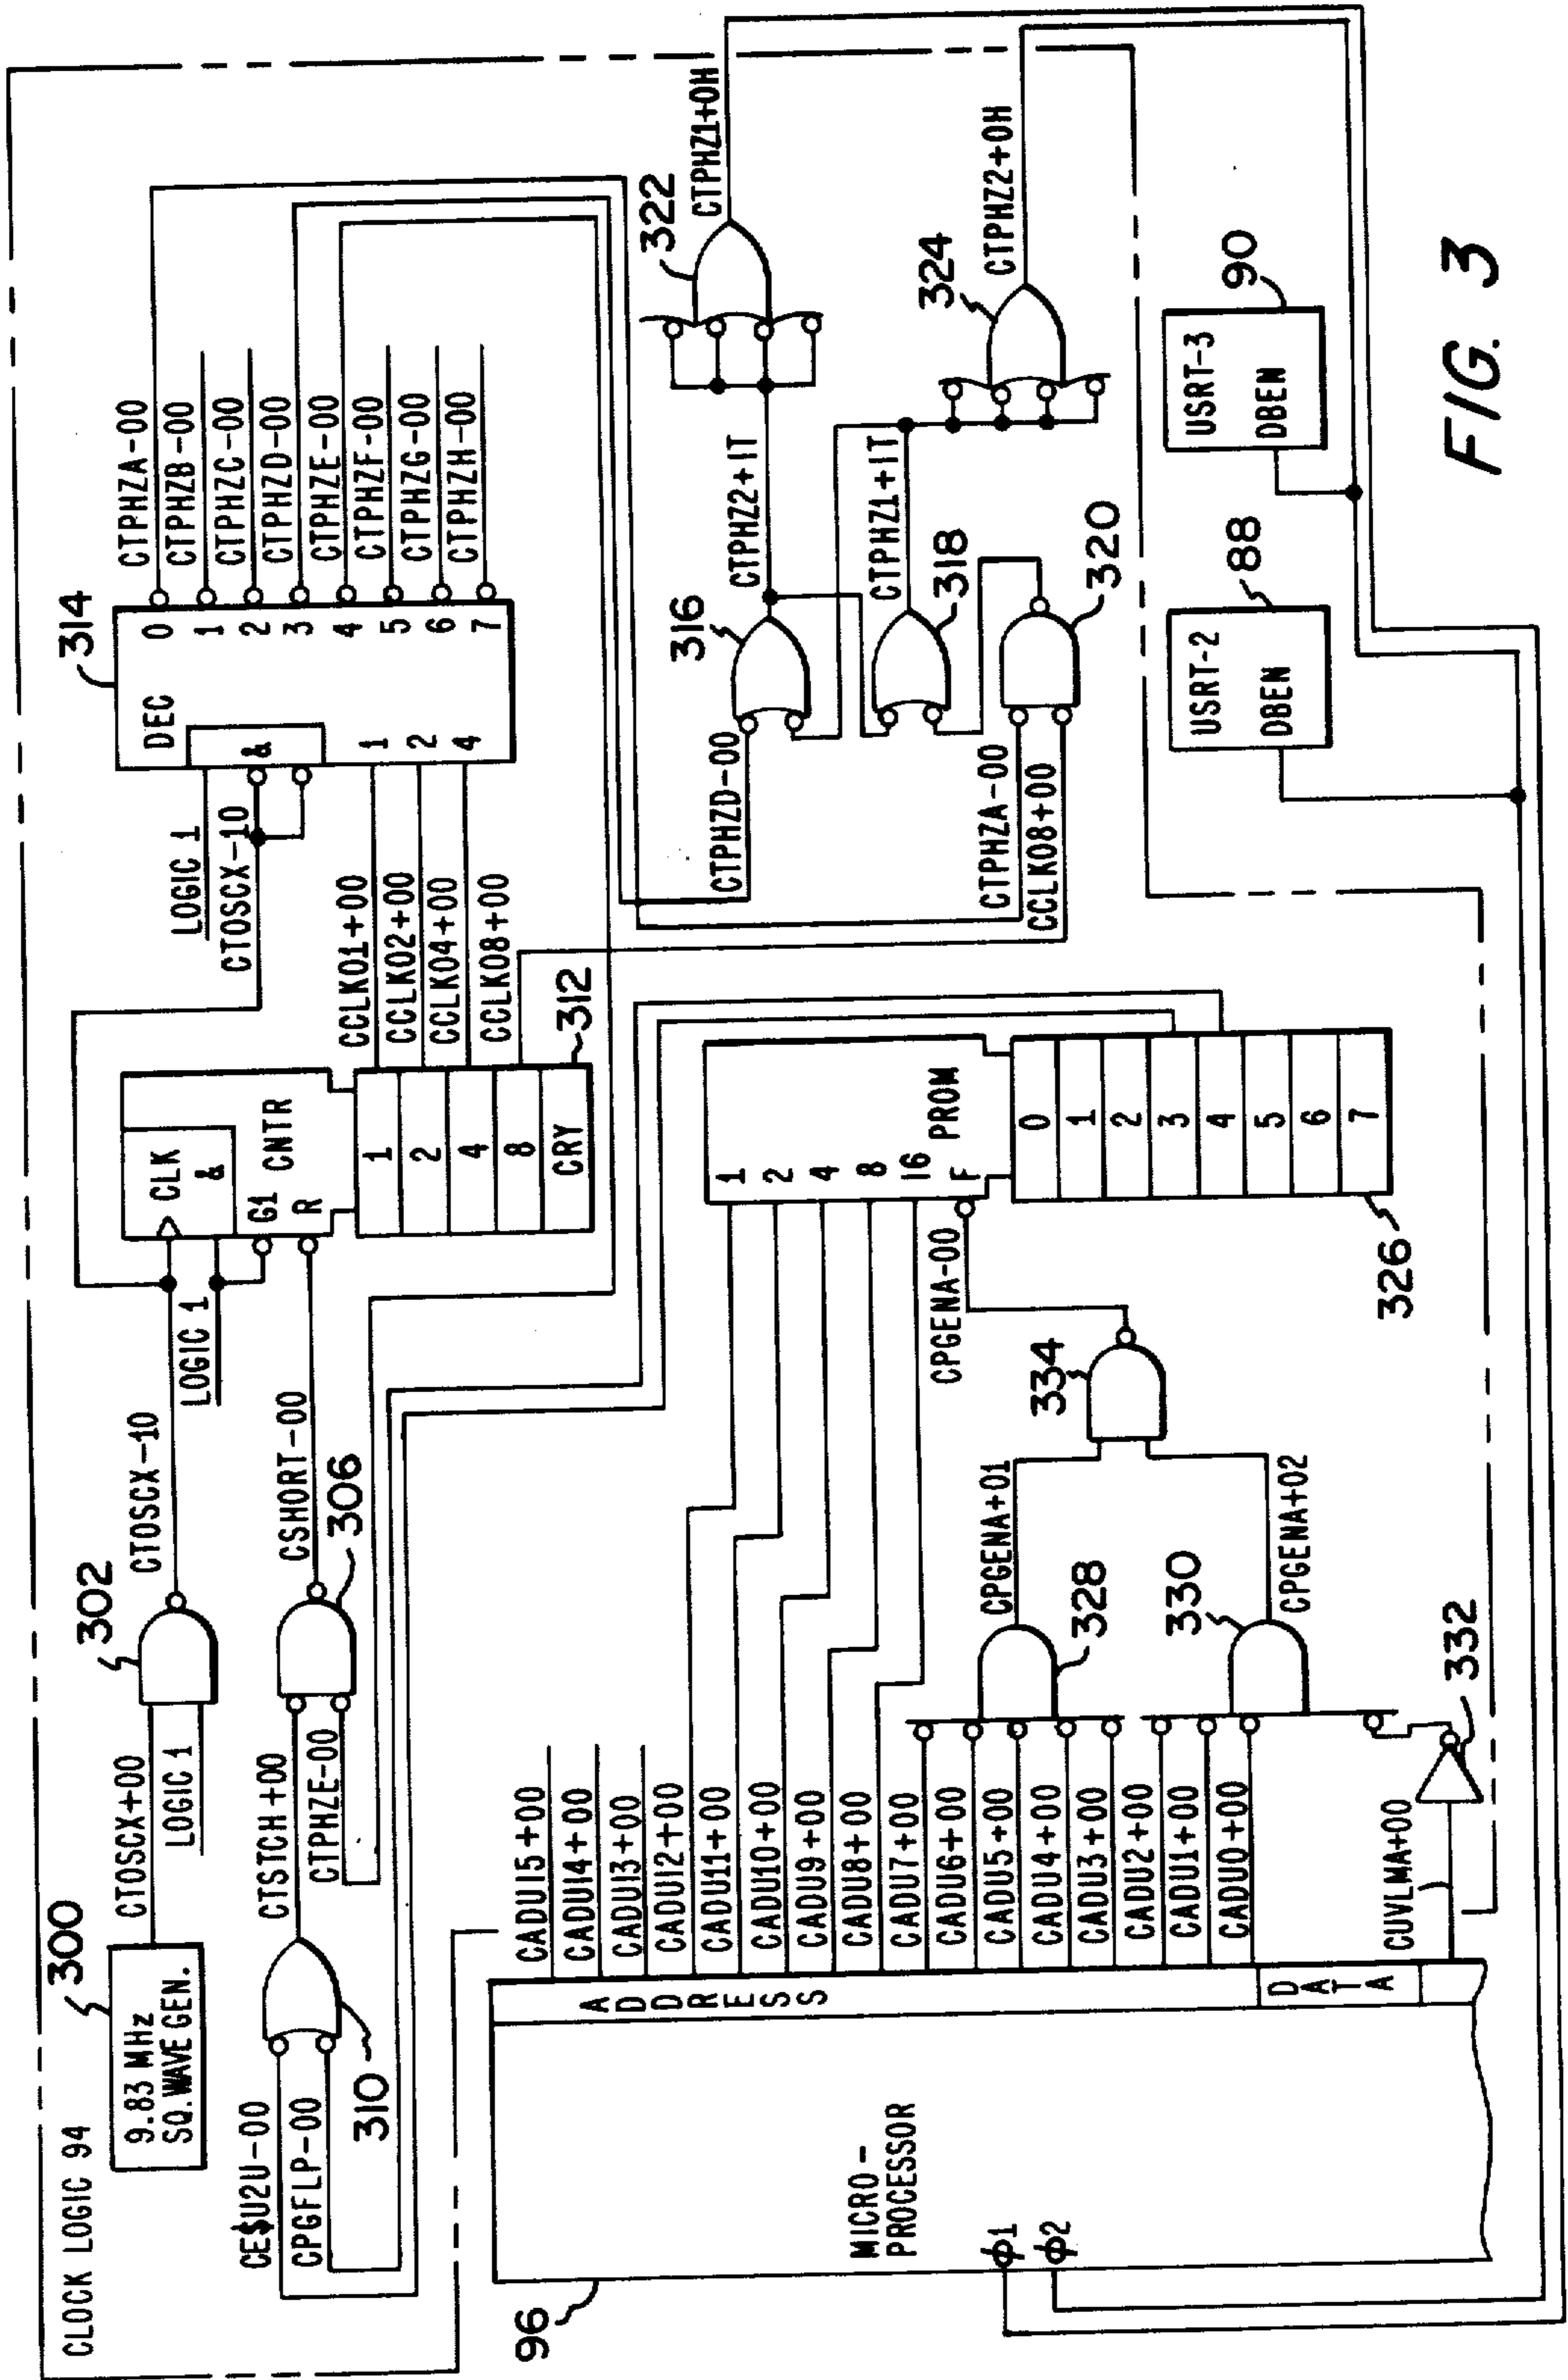 CLOCK LOGIC 94
300
9.83 MHz
SQ. WAVE GEN.
CTOSCX+00
LOGIC 1
302
CTOSCX-10
LOGIC 1
CLK
&
G1
CNTR
R
1
2
4
8
CRY
312
CESU2U-00
CPGFLP-00
310
CTSTCH+00
CTPHZE-00
306
CSHORT-00
CCLK01+00
CCLK02+00
CCLK04+00
CCLK08+00
LOGIC 1
CTOSCX-10
314
DEC
&
1
2
4
0
1
2
3
4
5
6
7
CTPHZA-00
CTPHZB-00
CTPHZC-00
CTPHZD-00
CTPHZE-00
CTPHZF-00
CTPHZG-00
CTPHZH-00
CTPHZD-00
CTPHZA-00
CCLK08+00
316
318
320
CTPHZ2+1T
CTPHZ1+1T
322
CTPHZ1+0H
324
CTPHZ2+0H
96
MICRO-
PROCESSOR
ϕ1
ϕ2
ADDRESS
DATA
CADU15+00
CADU14+00
CADU13+00
CADU12+00
CADU11+00
CADU10+00
CADU9+00
CADU8+00
CADU7+00
CADU6+00
CADU5+00
CADU4+00
CADU3+00
CADU2+00
CADU1+00
CADU0+00
CUVLMA+00
332
328
330
CPGENA+01
CPGENA+02
334
CPGENA-00
1
2
4
8
16
F
PROM
0
1
2
3
4
5
6
7
326
USRT-2
DBEN
88
USRT-3
DBEN
90
FIG. 3